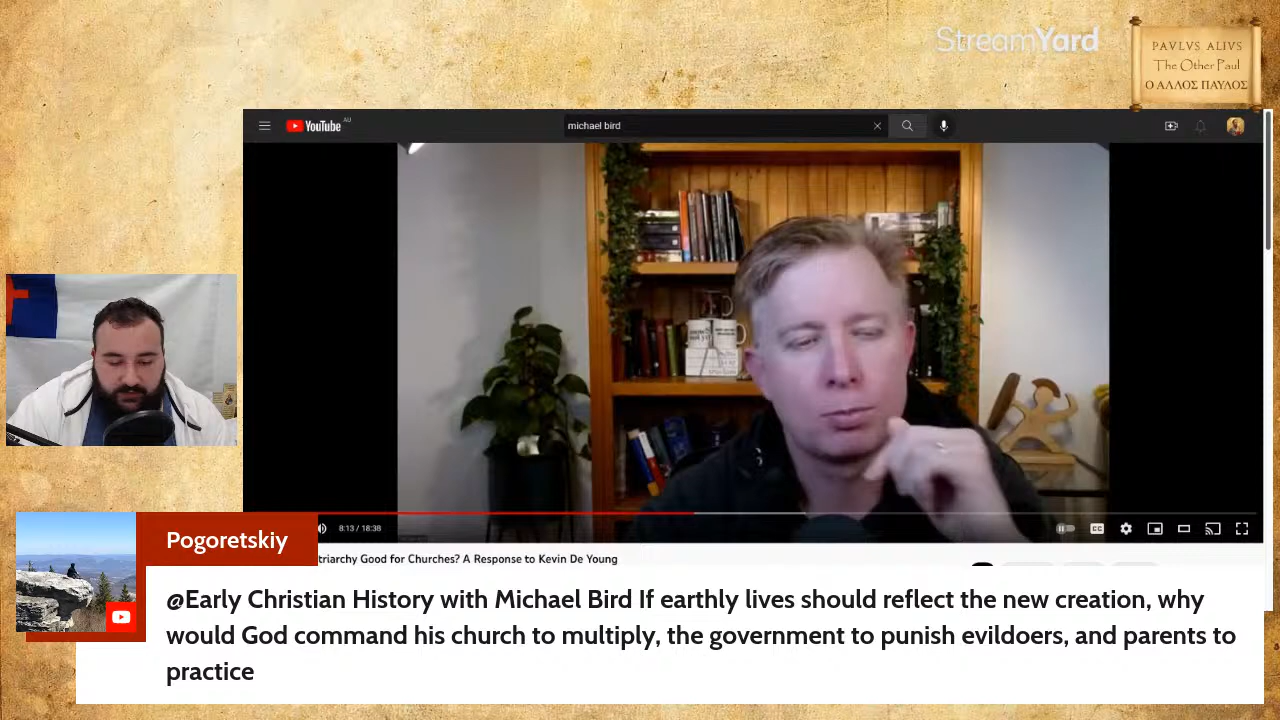 StreamYard
PAVLVS ALIVS
The Other Paul
Ο ΑΛΛΟΣ ΠΑΥΛΟΣ
YouTube AU
michael bird
8:13 / 18:38
CC
triarchy Good for Churches? A Response to Kevin De Young
Pogoretskiy
@Early Christian History with Michael Bird If earthly lives should reflect the new creation, why
would God command his church to multiply, the government to punish evildoers, and parents to
practice